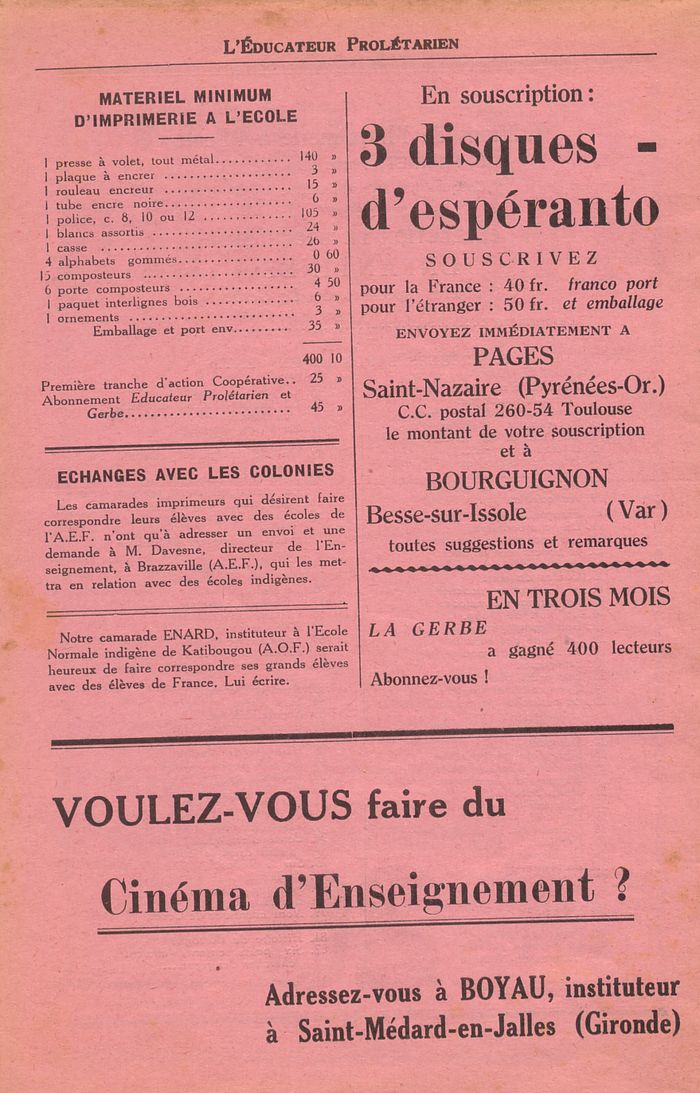 L'Éducateur Prolétarien
MATERIEL MINIMUM
D'IMPRIMERIE A L'ECOLE
1 presse à volet, tout métal............ 140 »
1 plaque à encrer .................... 3 »
1 rouleau encreur .................... 15 »
1 tube encre noire.................... 6 »
1 police, c. 8, 10 ou 12 .............. 105 »
1 blancs assortis .................... 24 »
1 casse .............................. 26 »
4 alphabets gommés.................. 0 60
15 composteurs ...................... 30 »
6 porte composteurs .................. 4 50
1 paquet interlignes bois .............. 6 »
1 ornements .......................... 3 »
Emballage et port env......... 35 »
400 10
Première tranche d'action Coopérative.. 25 »
Abonnement Educateur Prolétarien et
Gerbe.......................... 45 »
ECHANGES AVEC LES COLONIES
Les camarades imprimeurs qui désirent faire
correspondre leurs élèves avec des écoles de
l'A.E.F. n'ont qu'à adresser un envoi et une
demande à M. Davesne, directeur de l'En-
seignement, à Brazzaville (A.E.F.), qui les met-
tra en relation avec des écoles indigènes.
Notre camarade ENARD, instituteur à l'Ecole
Normale indigène de Katibougou (A.O.F.) serait
heureux de faire correspondre ses grands élèves
avec des élèves de France. Lui écrire.
En souscription :
3 disques -
d'espéranto
SOUSCRIVEZ
pour la France : 40 fr. franco port
pour l'étranger : 50 fr. et emballage
ENVOYEZ IMMÉDIATEMENT A
PAGES
Saint-Nazaire (Pyrénées-Or.)
C.C. postal 260-54 Toulouse
le montant de votre souscription
et à
BOURGUIGNON
Besse-sur-Issole (Var)
toutes suggestions et remarques
EN TROIS MOIS
LA GERBE
a gagné 400 lecteurs
Abonnez-vous !
VOULEZ-VOUS faire du
Cinéma d'Enseignement ?
Adressez-vous à BOYAU, instituteur
à Saint-Médard-en-Jalles (Gironde)